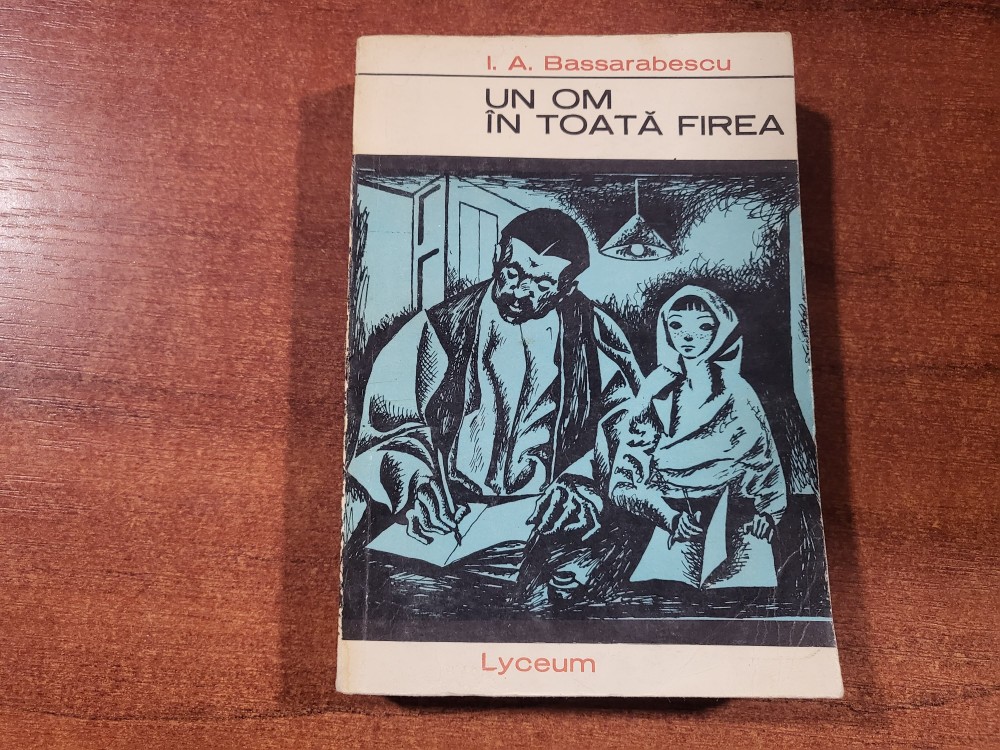 I. A. Bassarabescu
UN OM
ÎN TOATĂ FIREA
Lyceum